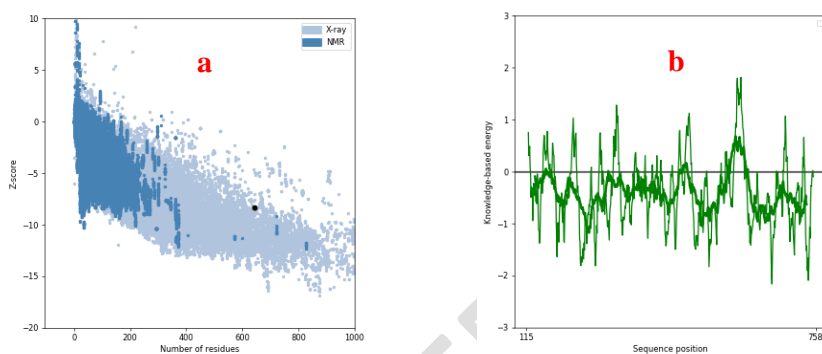 10
5
0
−5
−10
−15
−20
Z-score
0
200
400
600
800
1000
Number of residues
X-ray
NMR
a
3
2
1
0
−1
−2
−3
Knowledge-based energy
115
758
Sequence position
b